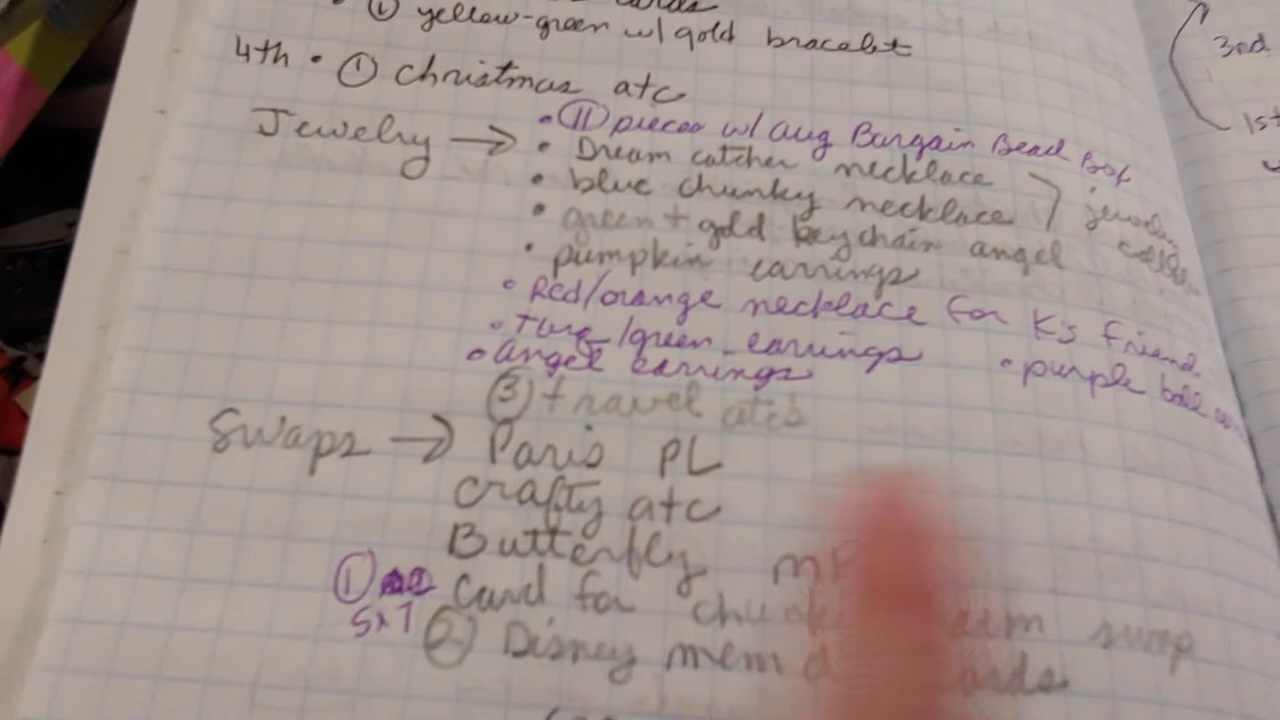 ① yellow-green w/ gold bracelet
4th • ① Christmas atc
Jewelry → • ⑪ pieces w/ Aug Bargain Bead Box
• Dream catcher necklace
• blue chunky necklace
• green + gold keychain angel
• pumpkin earrings
• Red/orange necklace for K's friend
• Turq/green earrings
• angel earrings • purple
③ travel atcs
Swaps → Paris PL
Crafty atc
Butterfly
① Card for swap
5x7
② Disney mem
3rd
1st